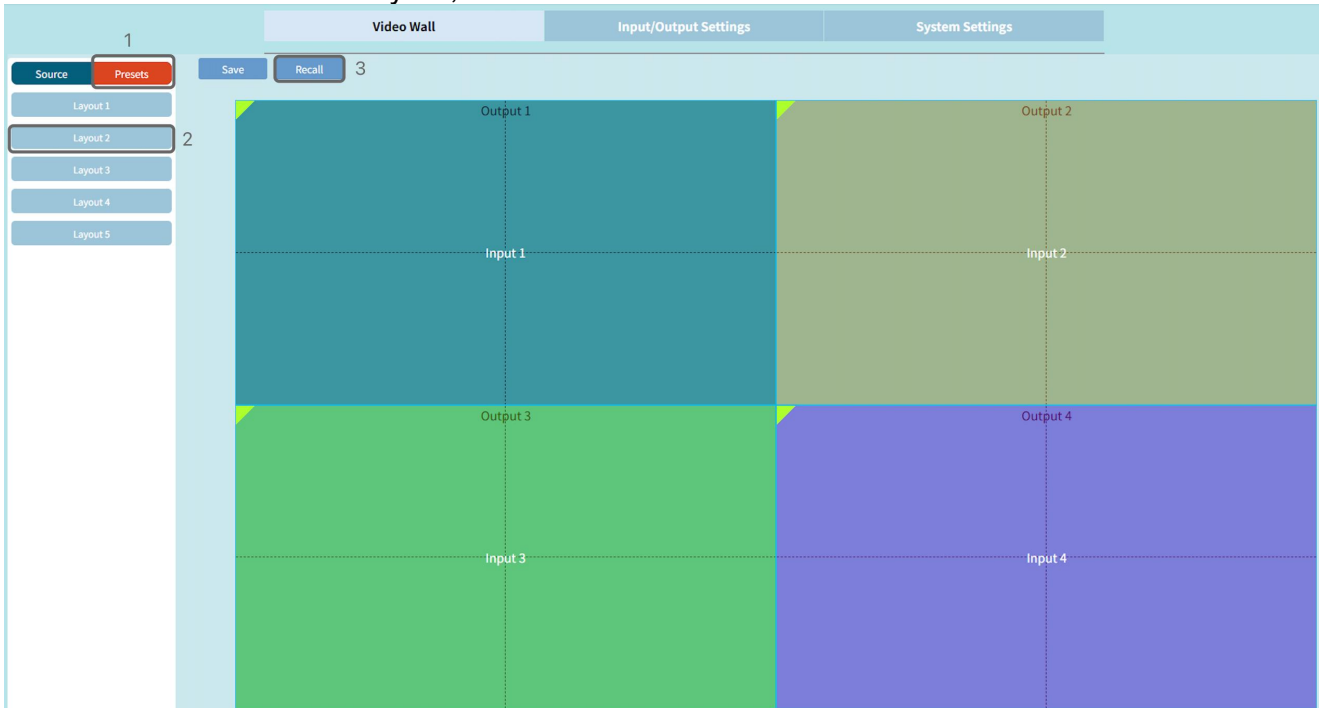 Video Wall Input/Output Settings System Settings
1
Source Presets Save Recall 3
Layout 1
Layout 2 2
Layout 3
Layout 4
Layout 5
Output 1 Output 2
Input 1 Input 2
Output 3 Output 4
Input 3 Input 4